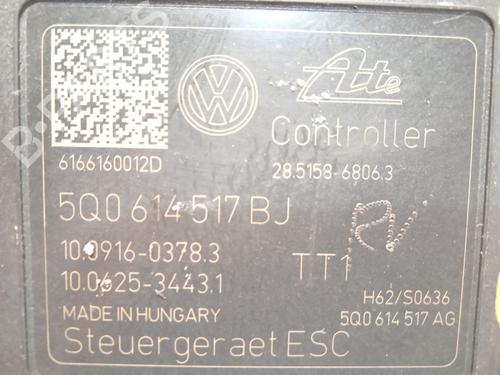 Ate
Controller
6166160012D
28.5158-6806.3
5Q0 614 517 BJ
10.0916-0378.3
TT1
10.0625-3443.1
H62/S0636
MADE IN HUNGARY
5Q0 614 517 AG
Steuergeraet ESC